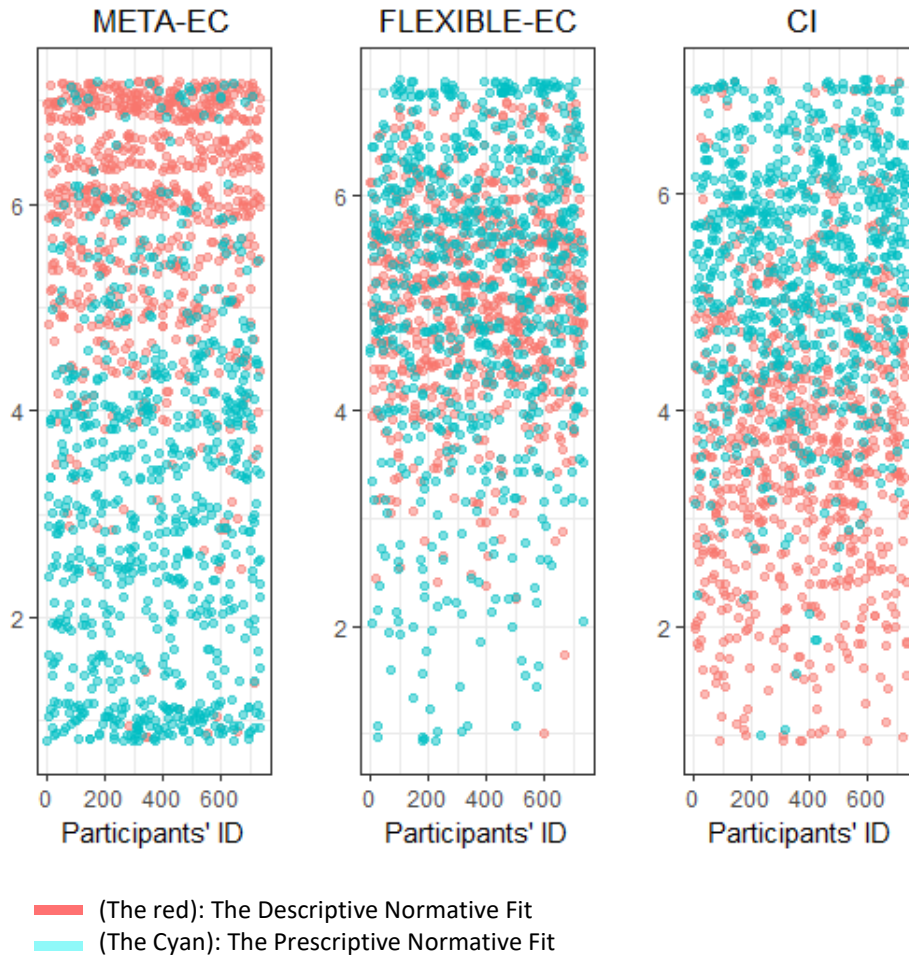 META-EC
FLEXIBLE-EC
CI
6
4
2
0 200 400 600
Participants' ID
6
4
2
0 200 400 600
Participants' ID
6
4
2
0 200 400 600
Participants' ID
(The red): The Descriptive Normative Fit
(The Cyan): The Prescriptive Normative Fit